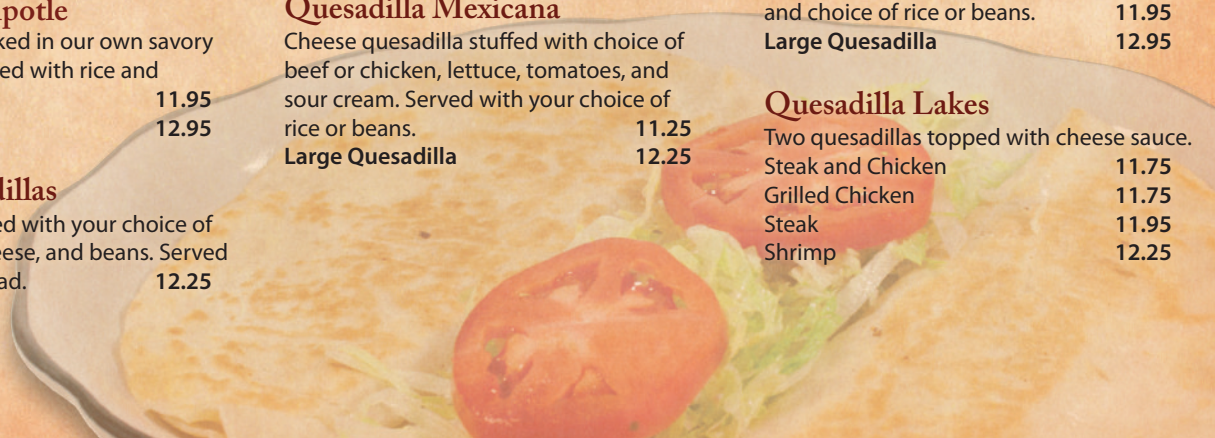 potle
ked in our own savory
ed with rice and
11.95
12.95
dillas
ed with your choice of
eese, and beans. Served
ad. 12.25
Quesadilla Mexicana
Cheese quesadilla stuffed with choice of
beef or chicken, lettuce, tomatoes, and
sour cream. Served with your choice of
rice or beans. 11.25
Large Quesadilla 12.25
and choice of rice or beans. 11.95
Large Quesadilla 12.95
Quesadilla Lakes
Two quesadillas topped with cheese sauce.
Steak and Chicken 11.75
Grilled Chicken 11.75
Steak 11.95
Shrimp 12.25